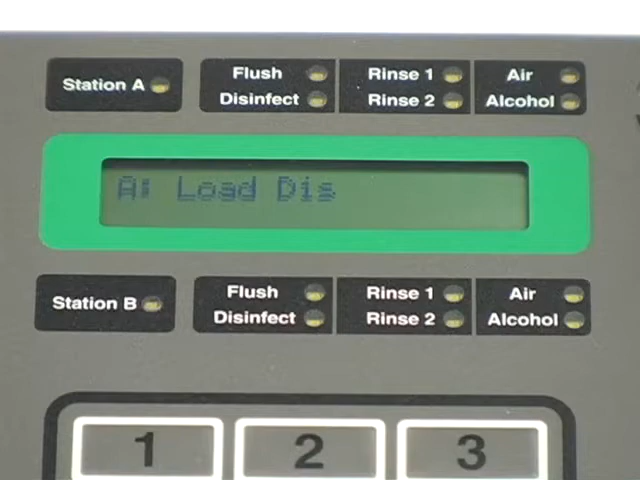 Station A
Flush
Disinfect
Rinse 1
Rinse 2
Air
Alcohol
A: Load Dis
Station B
Flush
Disinfect
Rinse 1
Rinse 2
Air
Alcohol
1 2 3